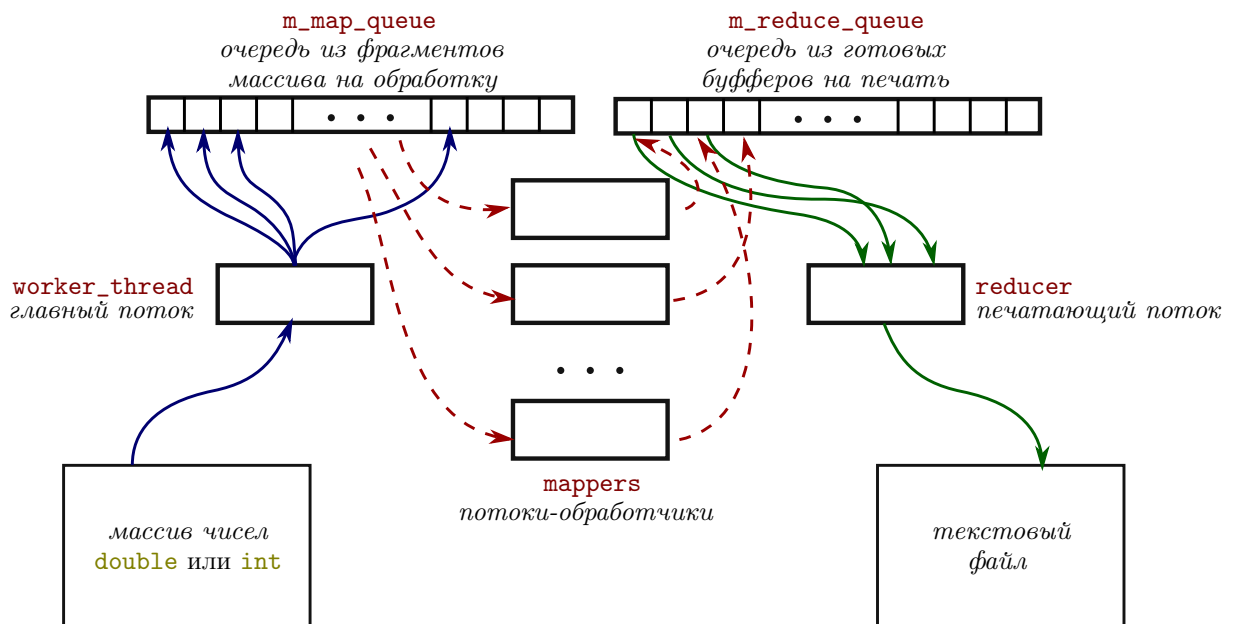 m_map_queue
очередь из фрагментов
массива на обработку
m_reduce_queue
очередь из готовых
буфферов на печать
worker_thread
главный поток
reducer
печатающий поток
mappers
потоки-обработчики
массив чисел
double или int
текстовый
файл